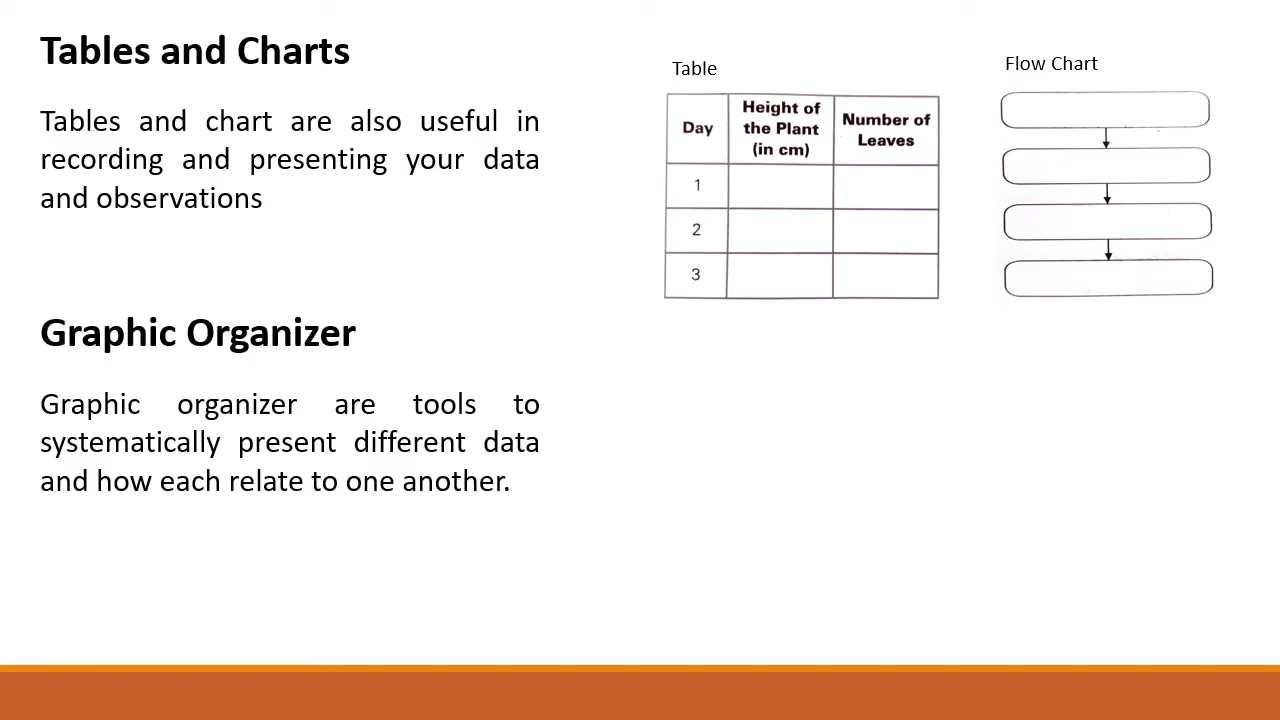 Tables and Charts
Tables and chart are also useful in
recording and presenting your data
and observations
Graphic Organizer
Graphic organizer are tools to
systematically present different data
and how each relate to one another.
Table
Day
Height of
the Plant
(in cm)
Number of
Leaves
1
2
3
Flow Chart